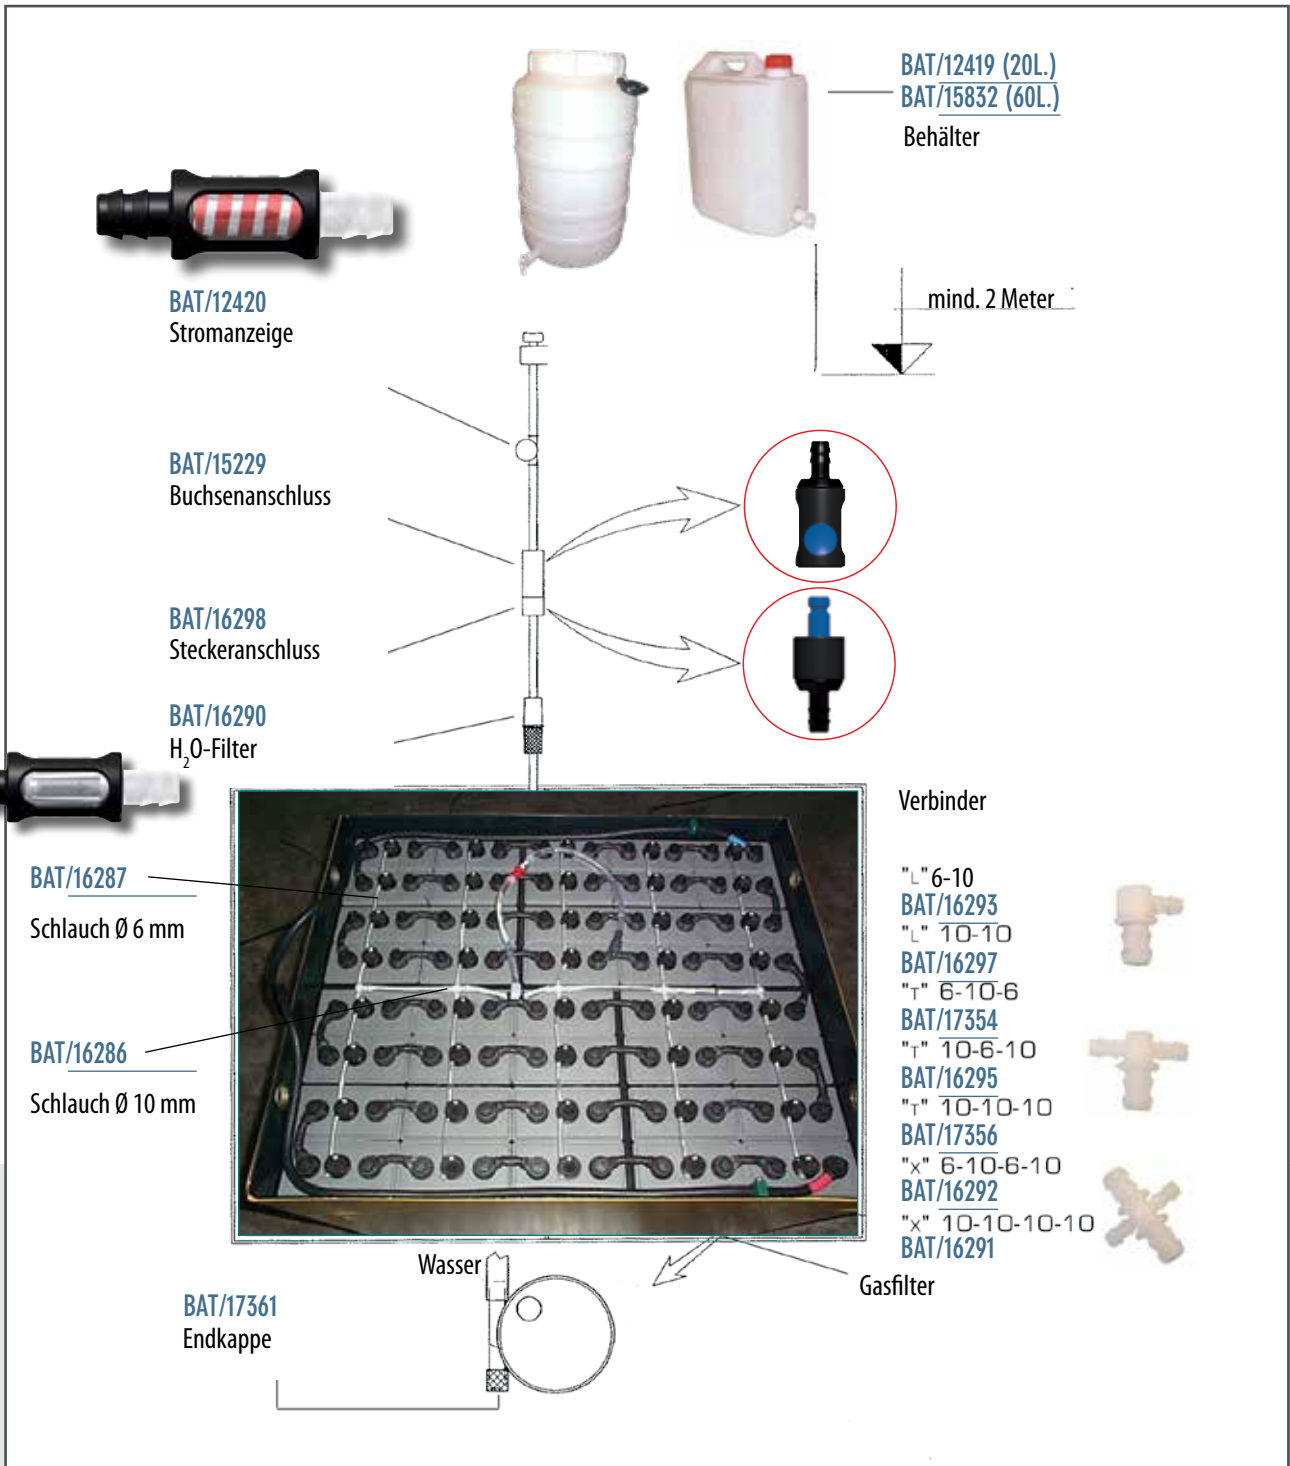 BAT/12419 (20L.)
BAT/15832 (60L.)
Behälter
mind. 2 Meter
BAT/12420
Stromanzeige
BAT/15229
Buchsenanschluss
BAT/16298
Steckeranschluss
BAT/16290
H₂O-Filter
BAT/16287
Schlauch Ø 6 mm
BAT/16286
Schlauch Ø 10 mm
Verbinder
"L" 6-10
BAT/16293
"L" 10-10
BAT/16297
"T" 6-10-6
BAT/17354
"T" 10-6-10
BAT/16295
"T" 10-10-10
BAT/17356
"X" 6-10-6-10
BAT/16292
"X" 10-10-10-10
BAT/16291
Wasser
Gasfilter
BAT/17361
Endkappe